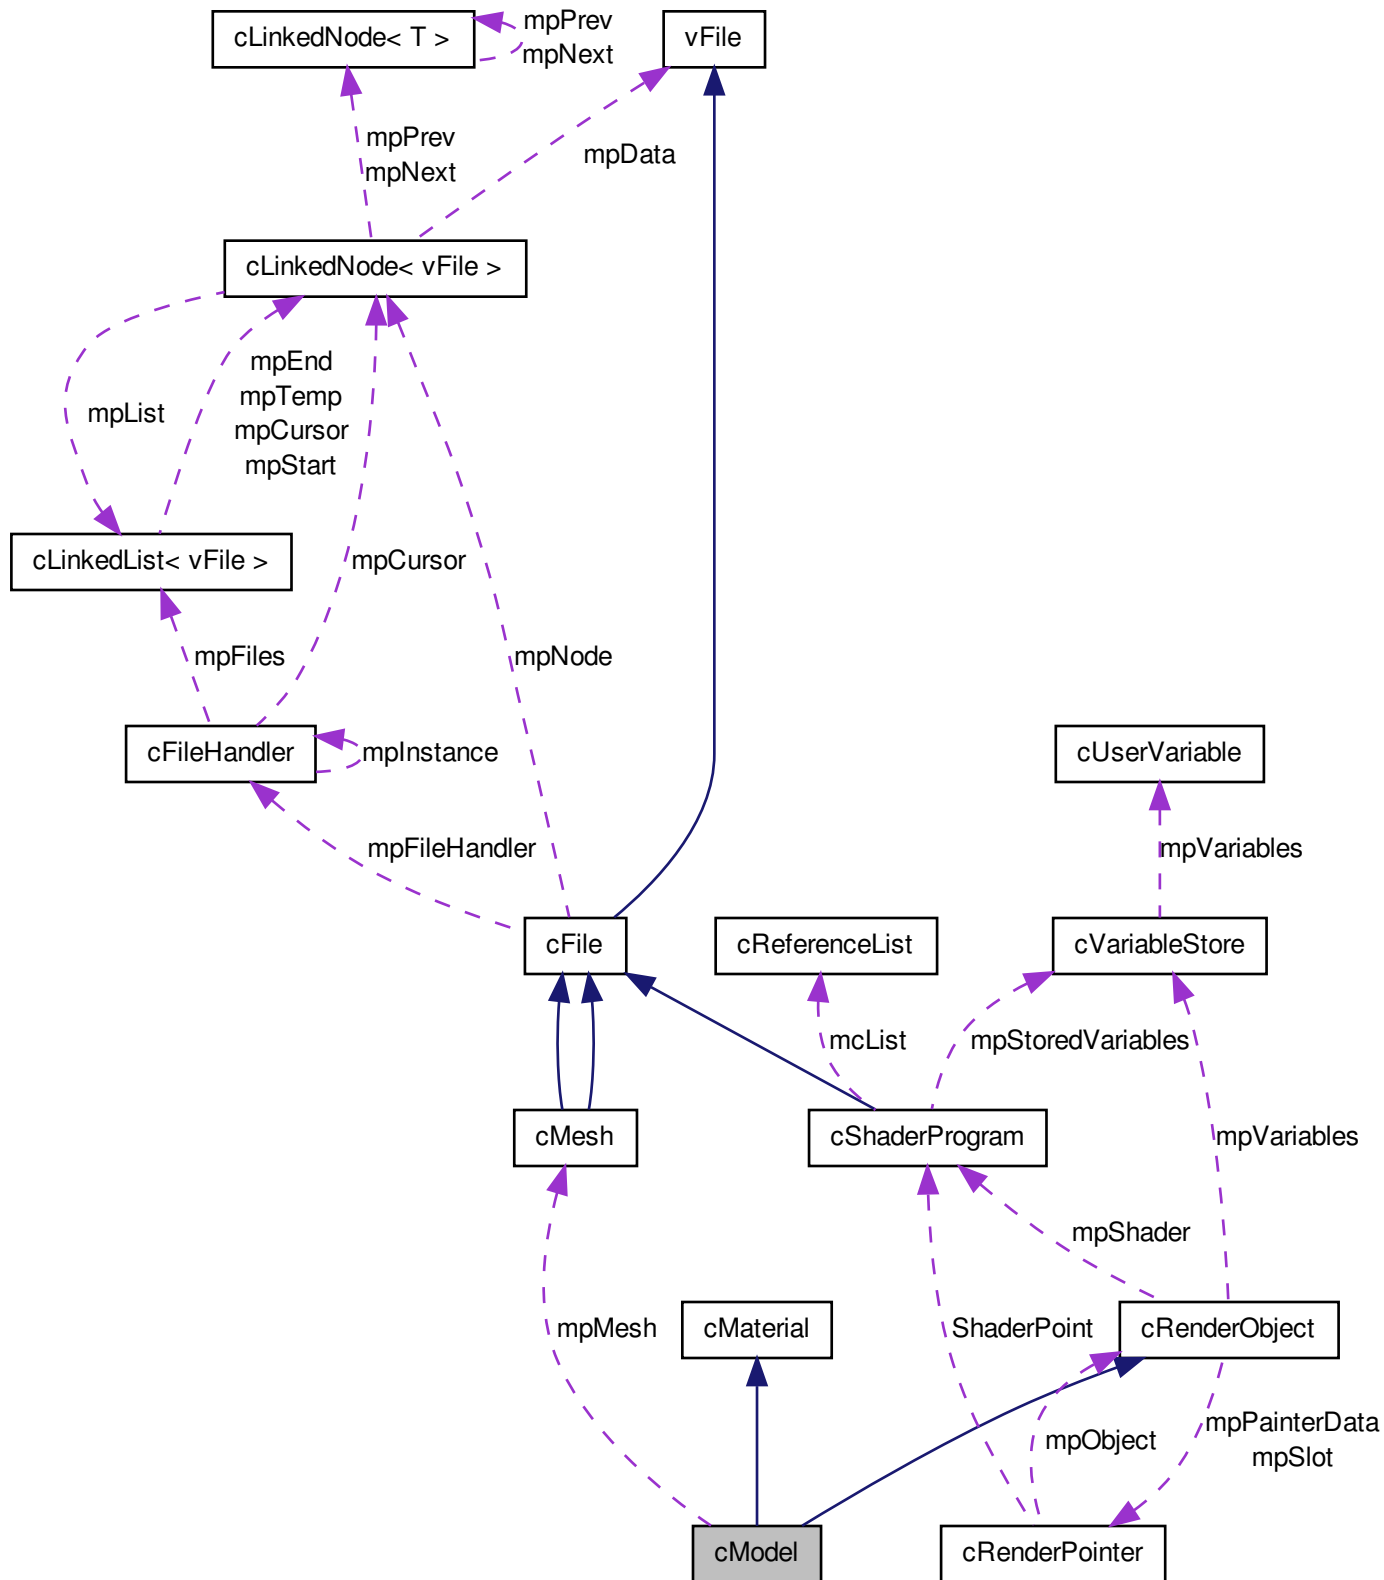 cLinkedNode< T >
mpPrev
mpNext
vFile
mpPrev
mpNext
mpData
cLinkedNode< vFile >
mpList
mpEnd
mpTemp
mpCursor
mpStart
cLinkedList< vFile >
mpCursor
mpFiles
mpNode
cFileHandler
mpInstance
cUserVariable
mpFileHandler
mpVariables
cFile
cReferenceList
cVariableStore
mcList
mpStoredVariables
cMesh
cShaderProgram
mpVariables
mpShader
mpMesh
cMaterial
ShaderPoint
cRenderObject
mpObject
mpPainterData
mpSlot
cModel
cRenderPointer